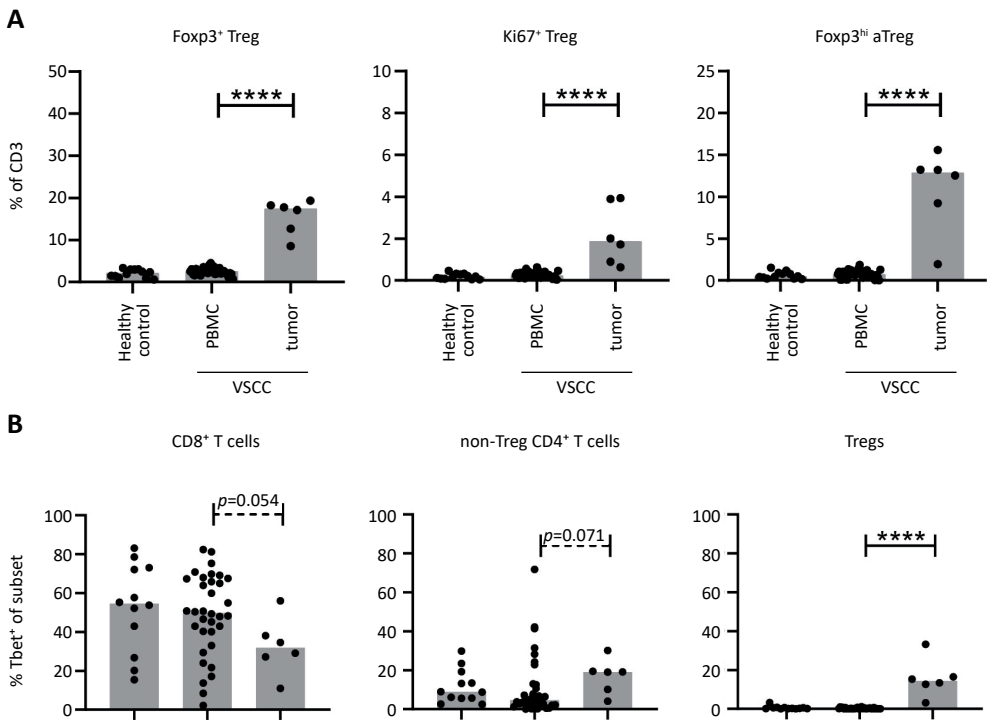 A
Foxp3⁺ Treg
Ki67⁺ Treg
Foxp3ʰⁱ aTreg
% of CD3
50
40
30
20
10
0
****
Healthy control
PBMC
tumor
VSCC
10
8
6
4
2
0
****
Healthy control
PBMC
tumor
VSCC
25
20
15
10
5
0
****
Healthy control
PBMC
tumor
VSCC
B
CD8⁺ T cells
non-Treg CD4⁺ T cells
Tregs
% Tbet⁺ of subset
100
80
60
40
20
0
p=0.054
100
80
60
40
20
0
p=0.071
100
80
60
40
20
0
****